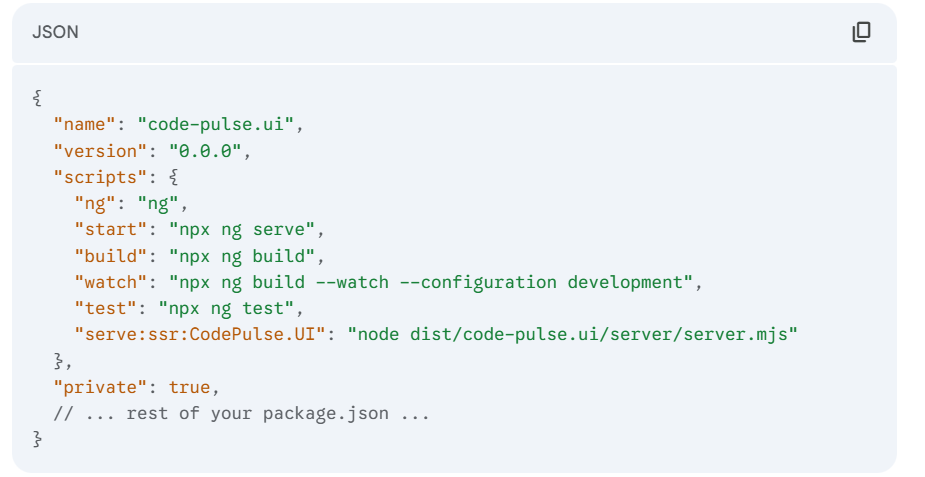 JSON
{
  "name": "code-pulse.ui",
  "version": "0.0.0",
  "scripts": {
    "ng": "ng",
    "start": "npx ng serve",
    "build": "npx ng build",
    "watch": "npx ng build --watch --configuration development",
    "test": "npx ng test",
    "serve:ssr:CodePulse.UI": "node dist/code-pulse.ui/server/server.mjs"
  },
  "private": true,
  // ... rest of your package.json ...
}